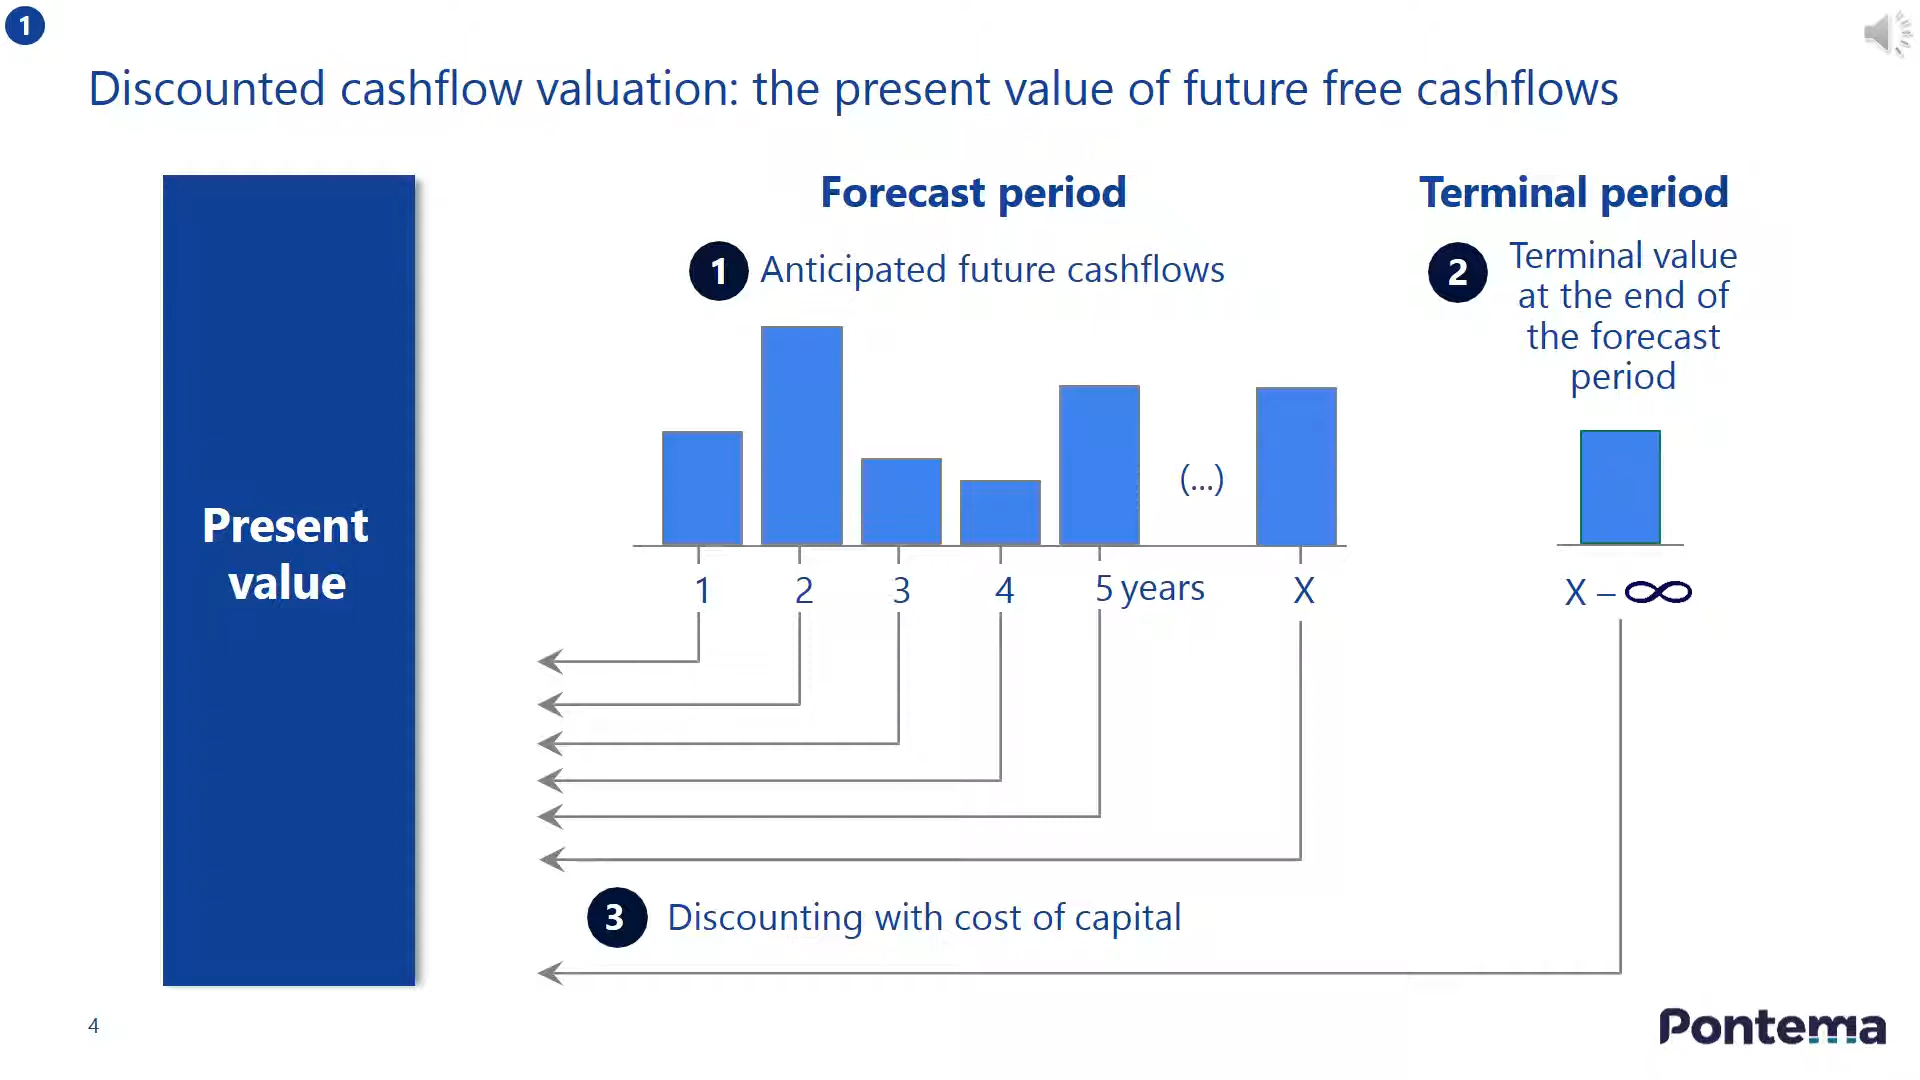 1
Discounted cashflow valuation: the present value of future free cashflows
Present
value
Forecast period
1 Anticipated future cashflows
(...)
1 2 3 4 5 years X
Terminal period
2 Terminal value
at the end of
the forecast
period
X – ∞
3 Discounting with cost of capital
4
Pontema